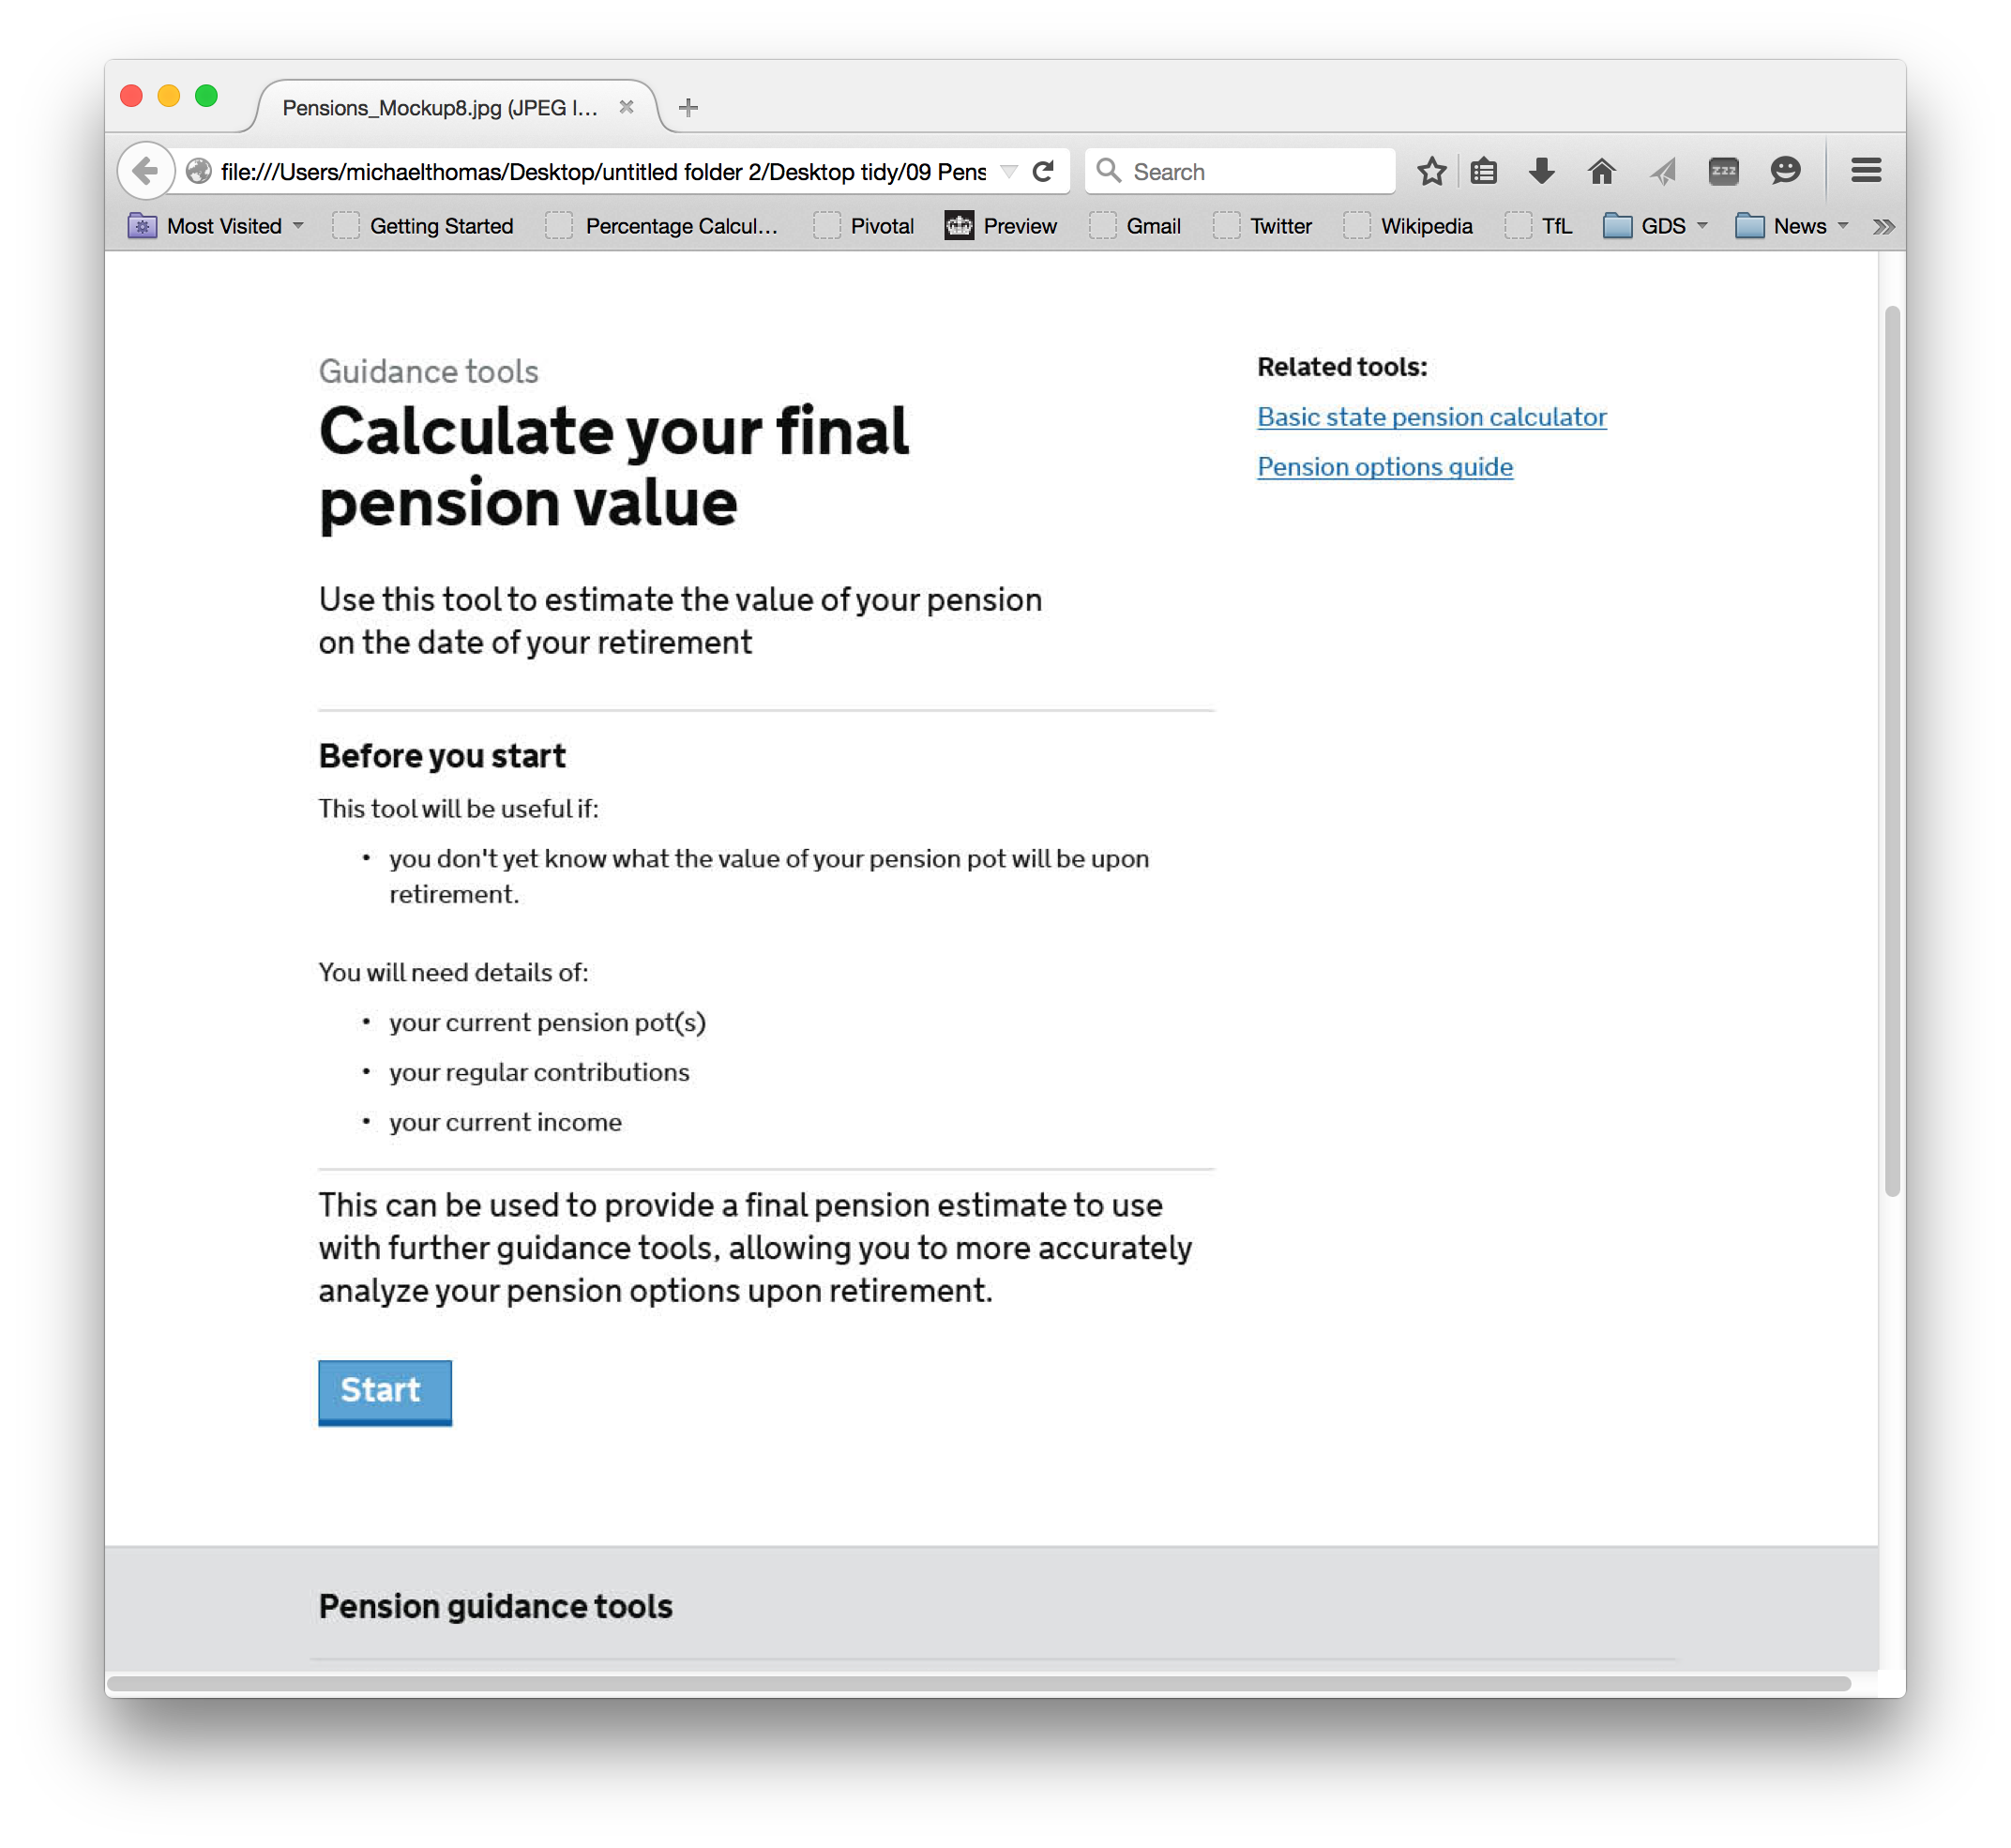 Pensions_Mockup8.jpg (JPEG I...
file:///Users/michaelthomas/Desktop/untitled folder 2/Desktop tidy/09 Pens
Search
zzz
Most Visited
Getting Started
Percentage Calcul...
Pivotal
Preview
Gmail
Twitter
Wikipedia
TfL
GDS
News
Guidance tools
Calculate your final
pension value
Use this tool to estimate the value of your pension
on the date of your retirement
Related tools:
Basic state pension calculator
Pension options guide
Before you start
This tool will be useful if:
• you don't yet know what the value of your pension pot will be upon
retirement.
You will need details of:
• your current pension pot(s)
• your regular contributions
• your current income
This can be used to provide a final pension estimate to use
with further guidance tools, allowing you to more accurately
analyze your pension options upon retirement.
Start
Pension guidance tools